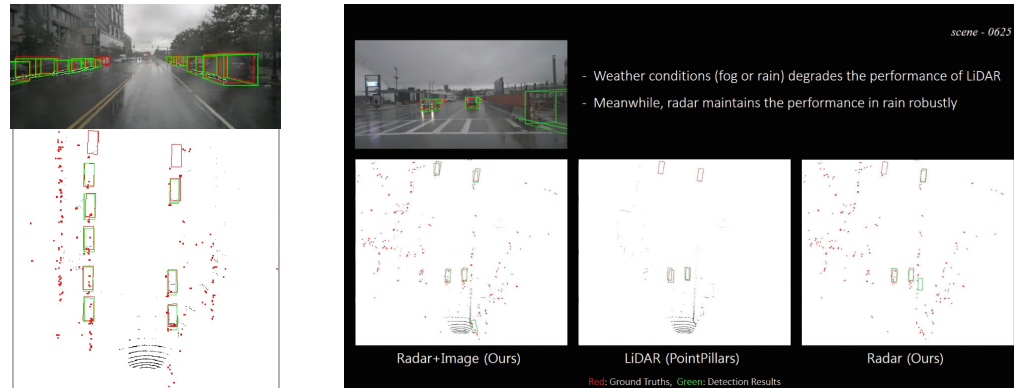 scene - 0625
- Weather conditions (fog or rain) degrades the performance of LiDAR
- Meanwhile, radar maintains the performance in rain robustly
Radar+Image (Ours)
LiDAR (PointPillars)
Radar (Ours)
Red: Ground Truths, Green: Detection Results